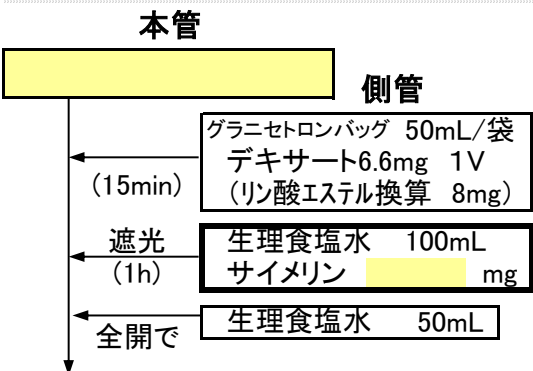 本管
側管
グラニセトロンバッグ 50mL/袋
デキサート6.6mg 1V
(リン酸エステル換算 8mg)
(15min)
遮光
(1h)
生理食塩水 100mL
サイメリン mg
全開で
生理食塩水 50mL